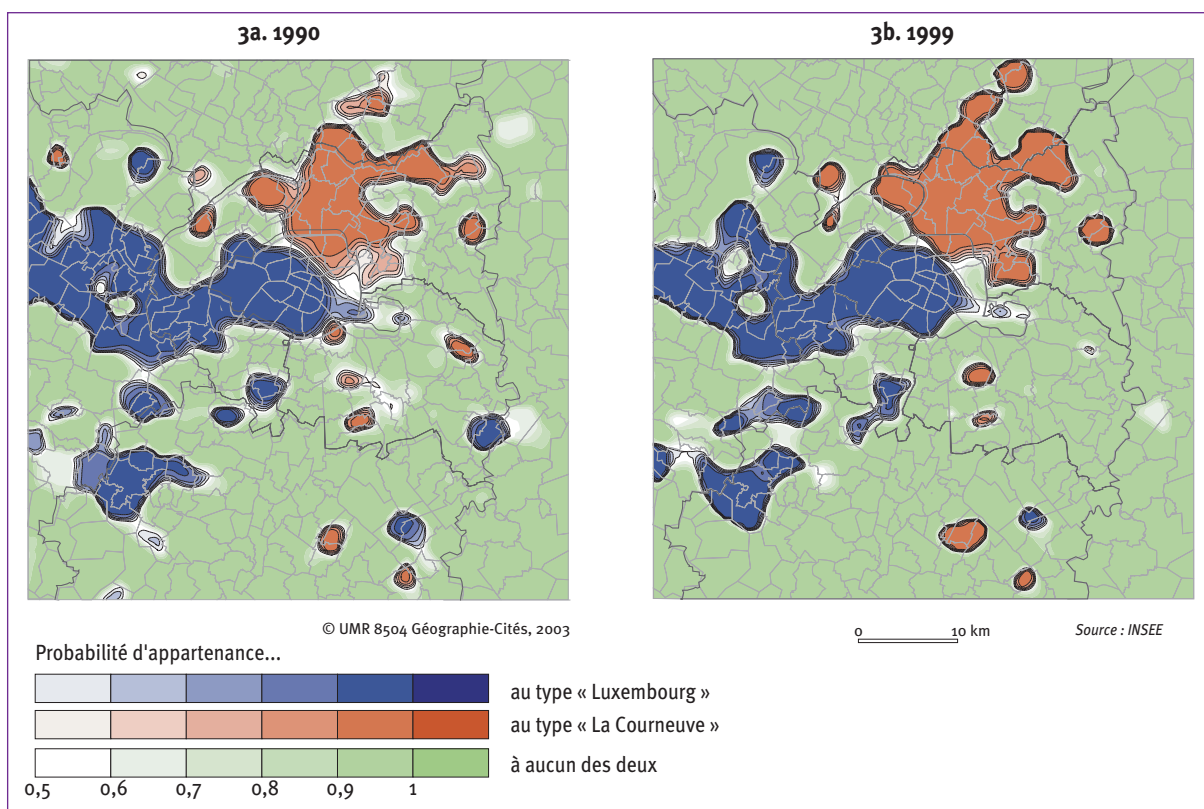 3a. 1990
3b. 1999
© UMR 8504 Géographie-Cités, 2003
0 10 km
Source : INSEE
Probabilité d'appartenance...
au type « Luxembourg »
au type « La Courneuve »
à aucun des deux
0,5 0,6 0,7 0,8 0,9 1